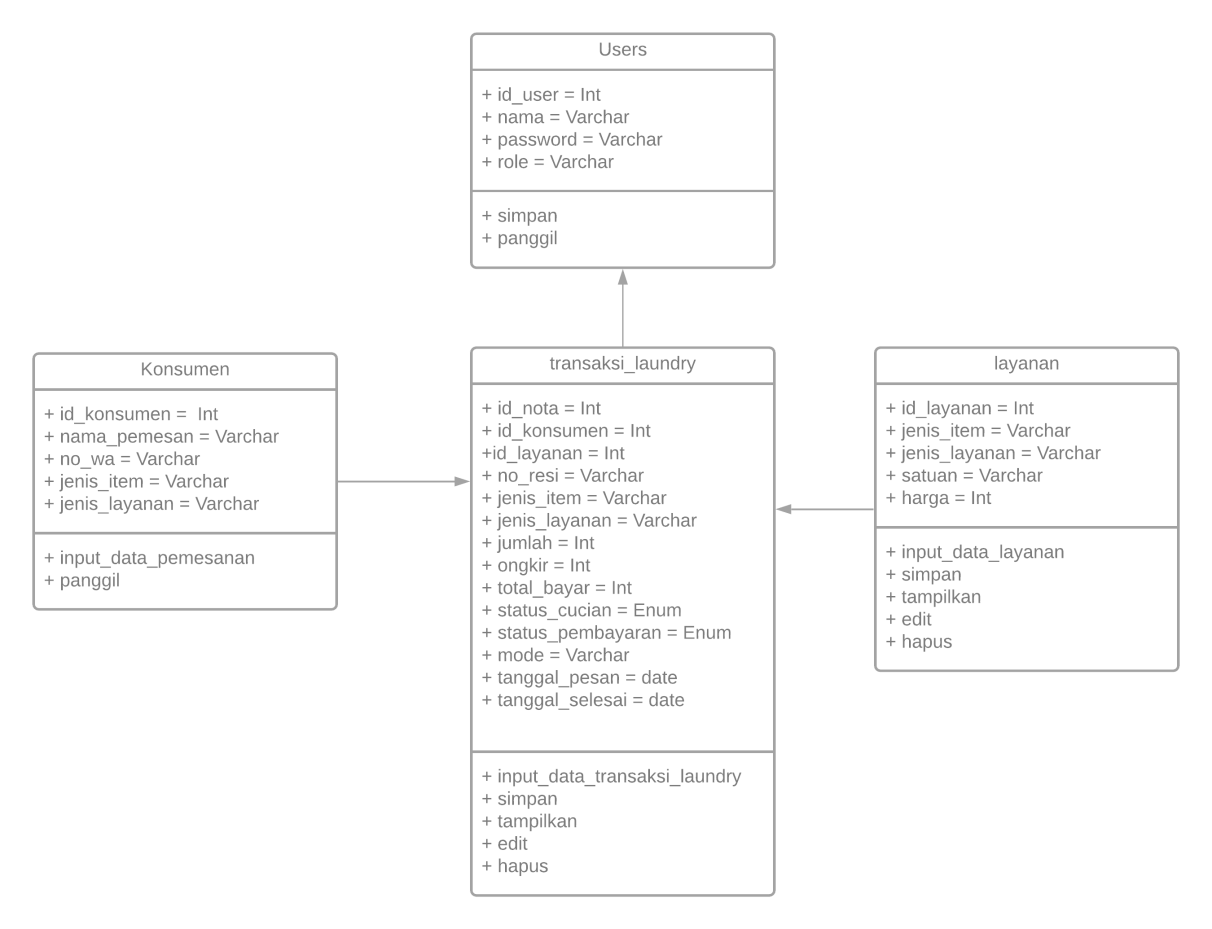 Users
+ id_user = Int
+ nama = Varchar
+ password = Varchar
+ role = Varchar
+ simpan
+ panggil
Konsumen
+ id_konsumen =  Int
+ nama_pemesan = Varchar
+ no_wa = Varchar
+ jenis_item = Varchar
+ jenis_layanan = Varchar
+ input_data_pemesanan
+ panggil
transaksi_laundry
+ id_nota = Int
+ id_konsumen = Int
+id_layanan = Int
+ no_resi = Varchar
+ jenis_item = Varchar
+ jenis_layanan = Varchar
+ jumlah = Int
+ ongkir = Int
+ total_bayar = Int
+ status_cucian = Enum
+ status_pembayaran = Enum
+ mode = Varchar
+ tanggal_pesan = date
+ tanggal_selesai = date
+ input_data_transaksi_laundry
+ simpan
+ tampilkan
+ edit
+ hapus
layanan
+ id_layanan = Int
+ jenis_item = Varchar
+ jenis_layanan = Varchar
+ satuan = Varchar
+ harga = Int
+ input_data_layanan
+ simpan
+ tampilkan
+ edit
+ hapus